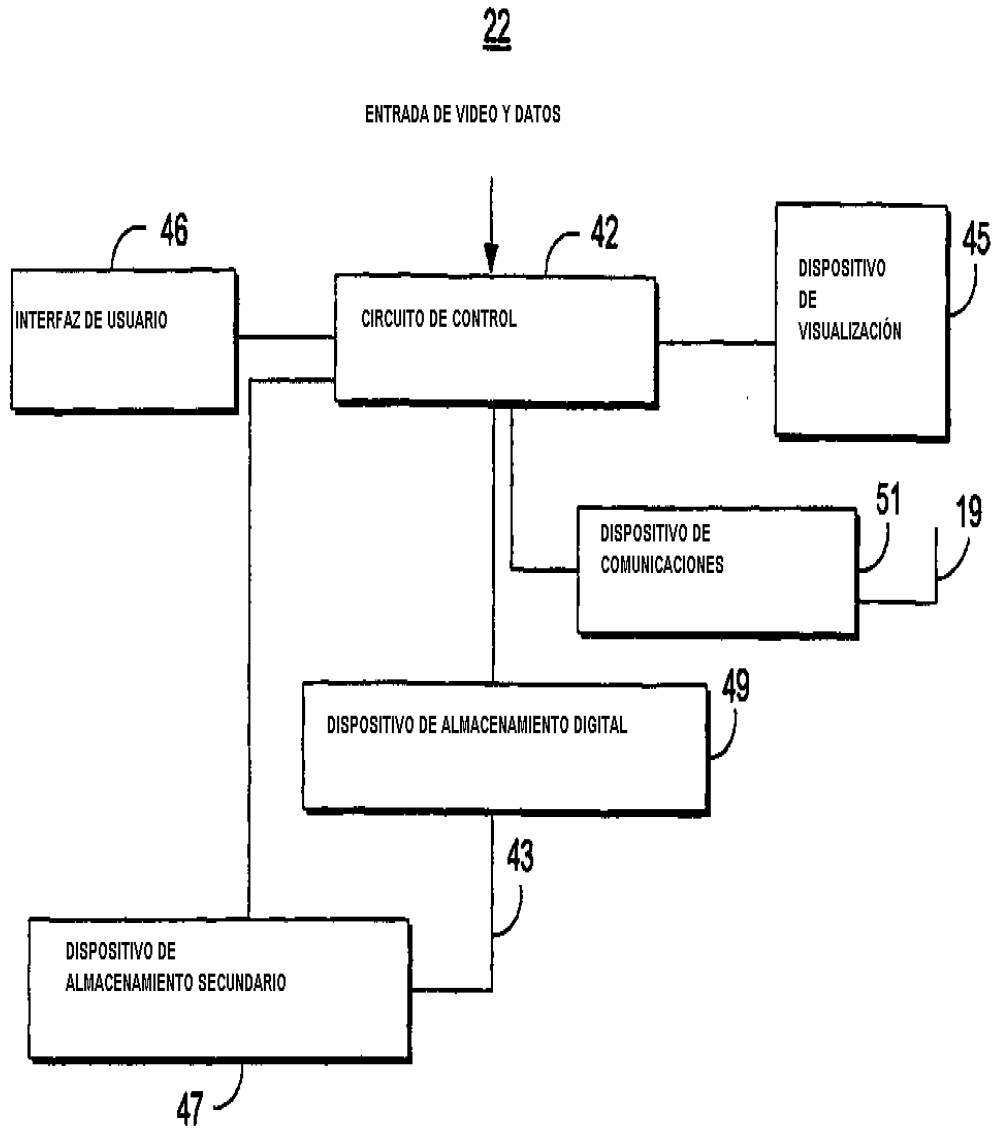 22
ENTRADA DE VIDEO Y DATOS
46
42
45
INTERFAZ DE USUARIO
CIRCUITO DE CONTROL
DISPOSITIVO
DE
VISUALIZACIÓN
51
19
DISPOSITIVO DE
COMUNICACIONES
49
DISPOSITIVO DE ALMACENAMIENTO DIGITAL
43
DISPOSITIVO DE
ALMACENAMIENTO SECUNDARIO
47